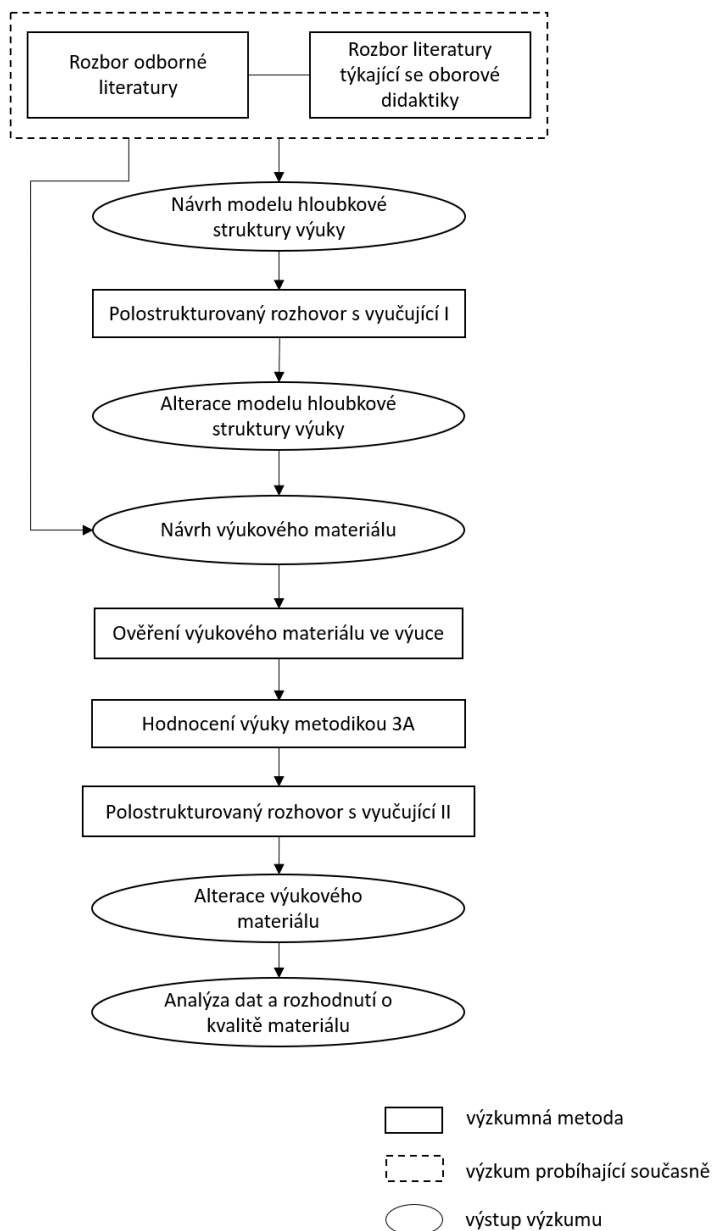 Rozbor odborné
literatury
Rozbor literatury
týkající se oborové
didaktiky
Návrh modelu hloubkové
struktury výuky
Polostrukturovaný rozhovor s vyučující I
Alterace modelu hloubkové
struktury výuky
Návrh výukového materiálu
Ověření výukového materiálu ve výuce
Hodnocení výuky metodikou 3A
Polostrukturovaný rozhovor s vyučující II
Alterace výukového
materiálu
Analýza dat a rozhodnutí o
kvalitě materiálu
výzkumná metoda
výzkum probíhající současně
výstup výzkumu